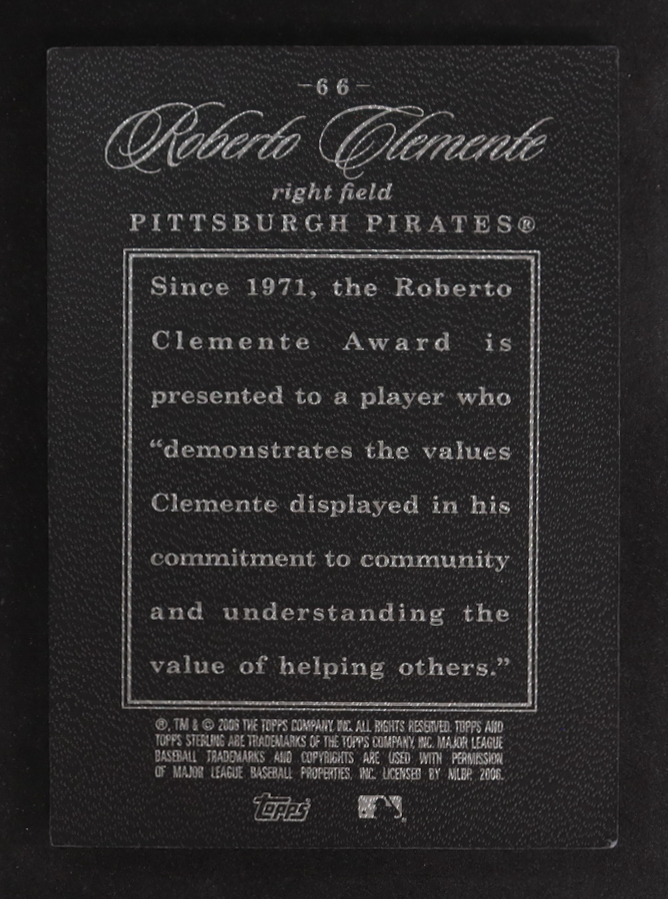 -66-
Roberto Clemente
right field
PITTSBURGH PIRATES®
Since 1971, the Roberto
Clemente Award is
presented to a player who
“demonstrates the values
Clemente displayed in his
commitment to community
and understanding the
value of helping others.”
®, TM & © 2006 THE TOPPS COMPANY, INC. ALL RIGHTS RESERVED. TOPPS AND
TOPPS STERLING ARE TRADEMARKS OF THE TOPPS COMPANY, INC. MAJOR LEAGUE
BASEBALL TRADEMARKS AND COPYRIGHTS ARE USED WITH PERMISSION
OF MAJOR LEAGUE BASEBALL PROPERTIES, INC. LICENSED BY MLBP, 2006.
topps